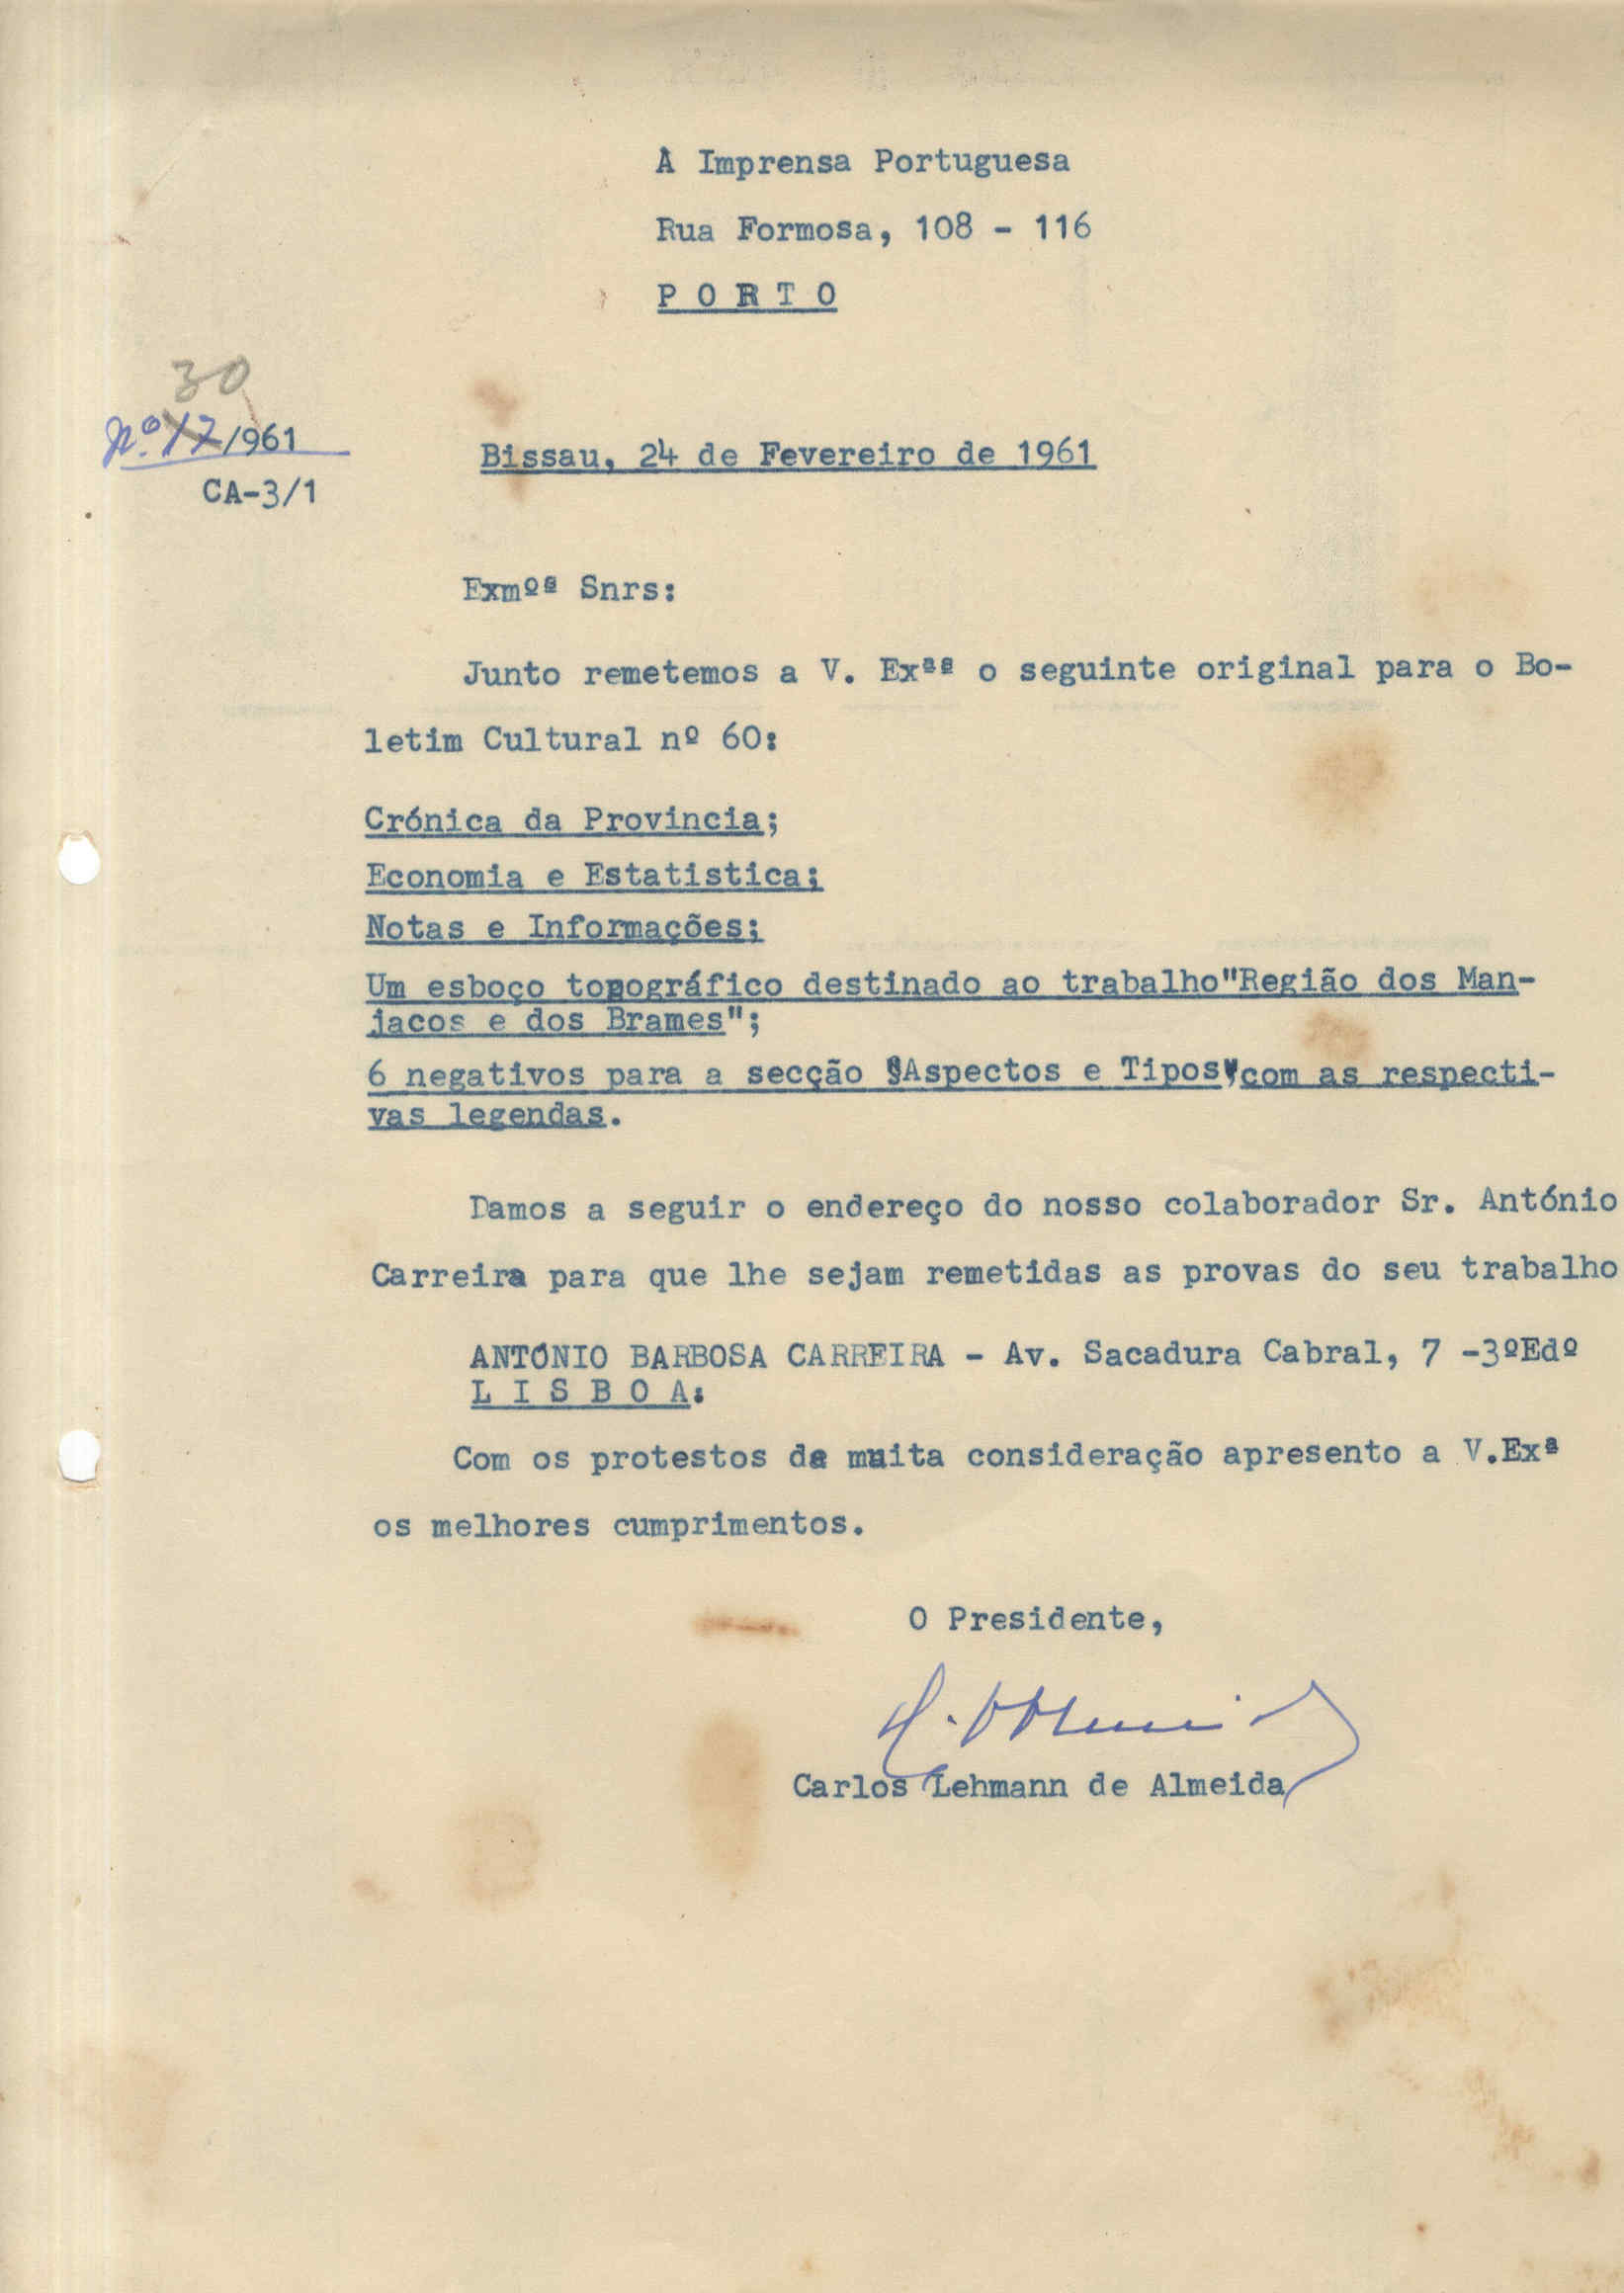 À Imprensa Portuguesa
Rua Formosa, 108 - 116
P O R T O
30
Nº 17/961
CA-3/1
Bissau, 24 de Fevereiro de 1961
Exmºª Snrs:
Junto remetemos a V. Exªª o seguinte original para o Bo-
letim Cultural nº 60:
Crónica da Provincia;
Economia e Estatistica;
Notas e Informações;
Um esboço topográfico destinado ao trabalho"Região dos Man-
jacos e dos Brames";
6 negativos para a secção "Aspectos e Tipos" com as respecti-
vas legendas.
Damos a seguir o endereço do nosso colaborador Sr. António
Carreira para que lhe sejam remetidas as provas do seu trabalho
ANTÓNIO BARBOSA CARREIRA - Av. Sacadura Cabral, 7 -3ºEdº
L I S B O A:
Com os protestos de muita consideração apresento a V.Exª
os melhores cumprimentos.
O Presidente,
Carlos Lehmann de Almeida